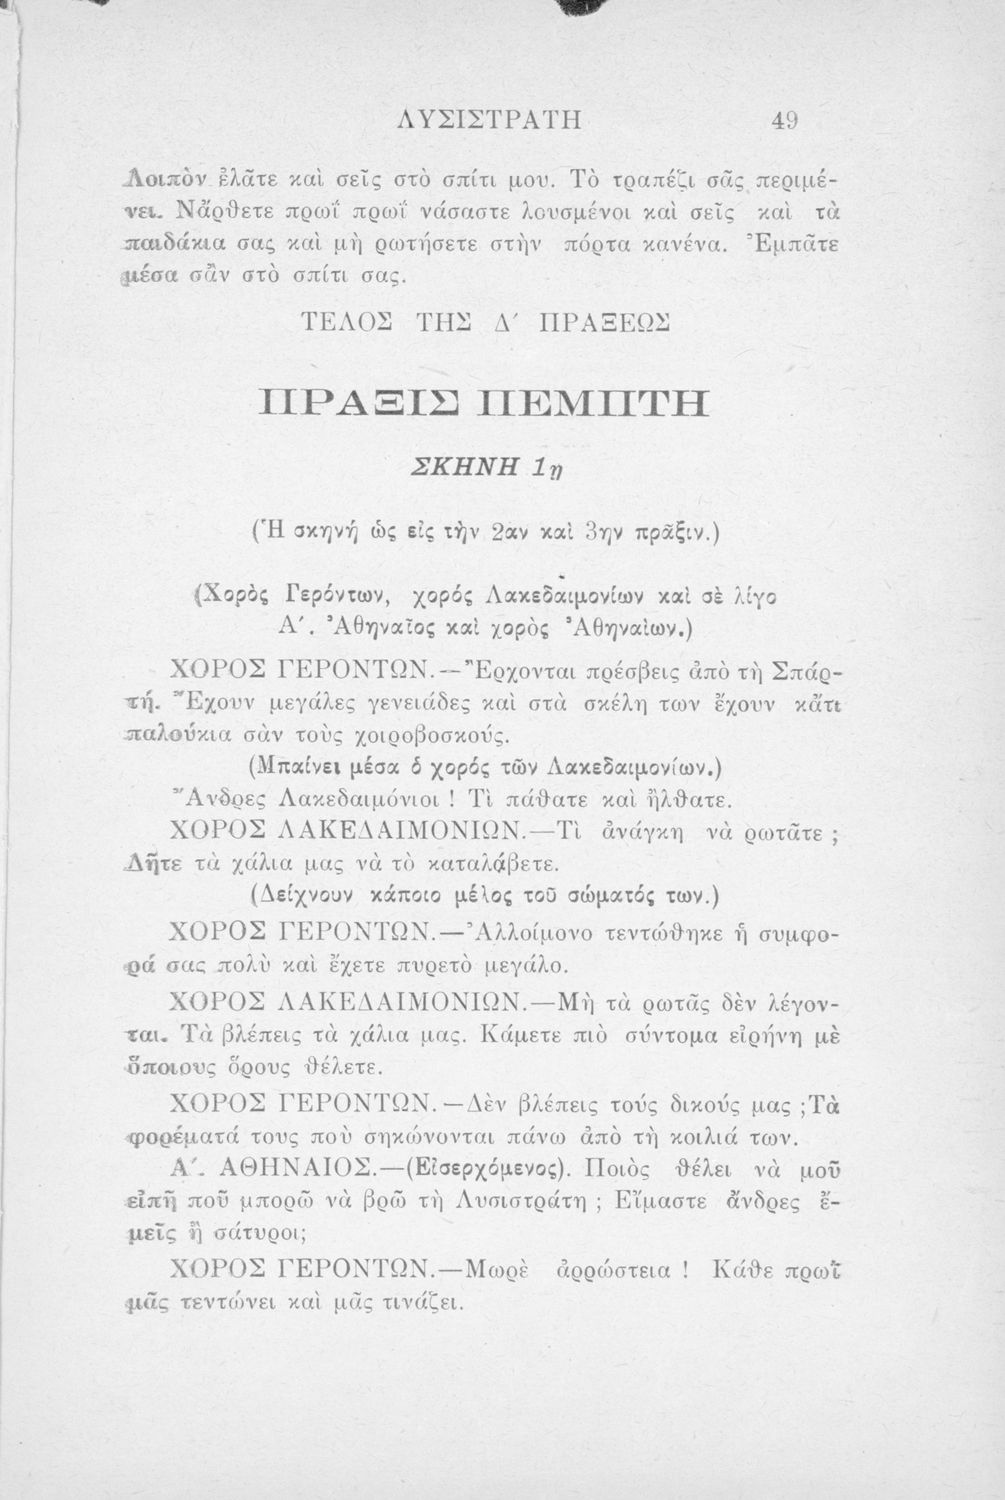 ΛΥΣΙΣΤΡΑΤΗ 49
Λοιπὸν ἐλᾶτε καὶ σεῖς στὸ σπίτι μου. Τὸ τραπέζι σᾶς περιμέ-
νει. Νἄρθετε πρωῒ πρωῒ νάσαστε λουσμένοι καὶ σεῖς καὶ τὰ
παιδάκια σας καὶ μὴ ρωτήσετε στὴν πόρτα κανένα. Ἐμπᾶτε
μέσα σἂν στὸ σπίτι σας.
ΤΕΛΟΣ ΤΗΣ Δ΄ ΠΡΑΞΕΩΣ
ΠΡΑΞΙΣ ΠΕΜΠΤΗ
ΣΚΗΝΗ 1η
(Ἡ σκηνή ὡς εἰς τὴν 2αν καὶ 3ην πρᾶξιν.)
(Χορὸς Γερόντων, χορός Λακεδαιμονίων καὶ σὲ λίγο
Α΄. Ἀθηναῖος καὶ χορὸς Ἀθηναίων.)
ΧΟΡΟΣ ΓΕΡΟΝΤΩΝ.—Ἔρχονται πρέσβεις ἀπὸ τὴ Σπάρ-
τή. Ἔχουν μεγάλες γενειάδες καὶ στὰ σκέλη των ἔχουν κἄτι
παλούκια σὰν τοὺς χοιροβοσκούς.
(Μπαίνει μέσα ὁ χορός τῶν Λακεδαιμονίων.)
Ἄνδρες Λακεδαιμόνιοι ! Τὶ πάθατε καὶ ἤλθατε.
ΧΟΡΟΣ ΛΑΚΕΔΑΙΜΟΝΙΩΝ.—Τὶ ἀνάγκη νὰ ρωτᾶτε ;
Δῆτε τὰ χάλια μας νὰ τὸ καταλάβετε.
(Δείχνουν κάποιο μέλος τοῦ σώματός των.)
ΧΟΡΟΣ ΓΕΡΟΝΤΩΝ.—Ἀλλοίμονο τεντώθηκε ἡ συμφο-
ρά σας πολὺ καὶ ἔχετε πυρετὸ μεγάλο.
ΧΟΡΟΣ ΛΑΚΕΔΑΙΜΟΝΙΩΝ.—Μὴ τὰ ρωτᾶς δὲν λέγον-
ται. Τὰ βλέπεις τὰ χάλια μας. Κάμετε πιὸ σύντομα εἰρήνη μὲ
ὅποιους ὅρους θέλετε.
ΧΟΡΟΣ ΓΕΡΟΝΤΩΝ.—Δὲν βλέπεις τούς δικούς μας ;Τὰ
φορέματά τους ποὺ σηκώνονται πάνω ἀπὸ τὴ κοιλιά των.
Α΄. ΑΘΗΝΑΙΟΣ.—(Εἰσερχόμενος). Ποιὸς θέλει νὰ μοῦ
εἰπῆ ποῦ μπορῶ νὰ βρῶ τὴ Λυσιστράτη ; Εἴμαστε ἄνδρες ἐ-
μεῖς ἢ σάτυροι;
ΧΟΡΟΣ ΓΕΡΟΝΤΩΝ.—Μωρὲ ἀρρώστεια ! Κάθε πρωῒ
μᾶς τεντώνει καὶ μᾶς τινάζει.